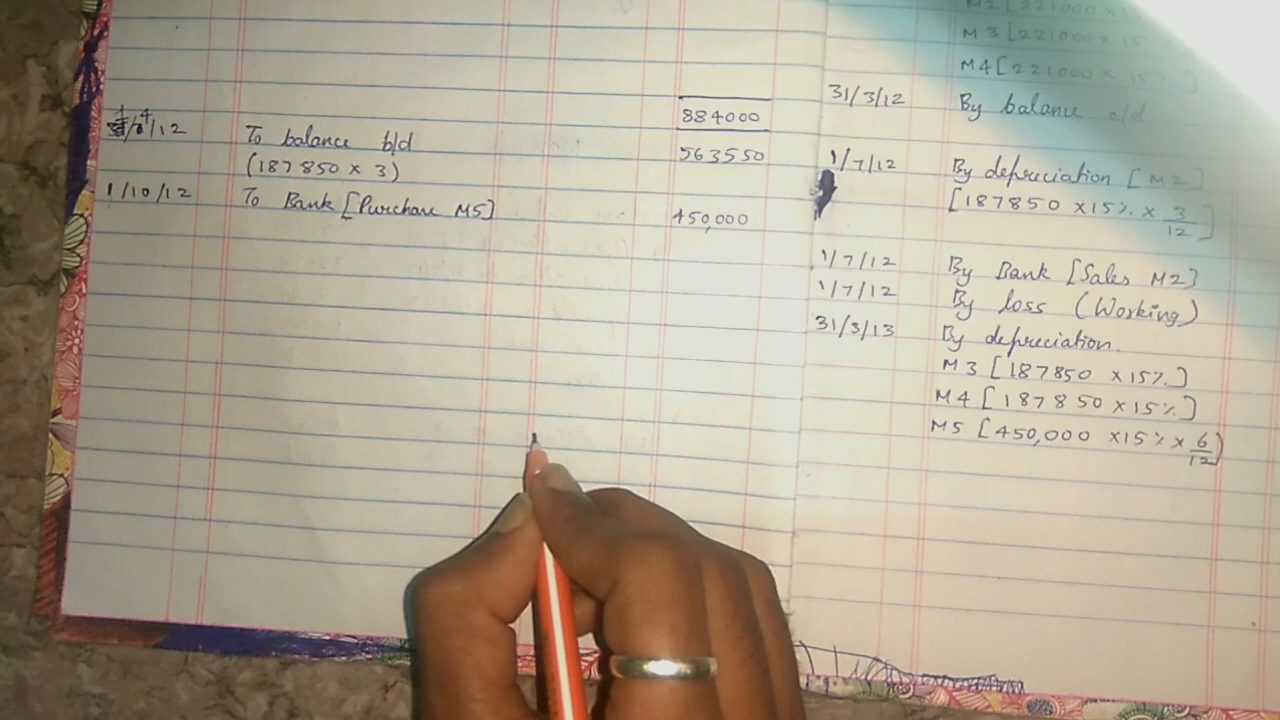 884000
1/4/12 To balance b/d 563550
(187850 x 3)
1/10/12 To Bank [Purchase M5] 450,000
M2 [221000 x
M3 [221000 x 15%
M4 [221000 x 15% ]
31/3/12 By balance c/d
1/7/12 By depreciation [M2]
[187850 x 15% x 3/12]
1/7/12 By Bank [Sales M2]
1/7/12 By loss (Working)
31/3/13 By depreciation.
M3 [187850 x 15%]
M4 [187850 x 15%]
M5 [450,000 x 15% x 6/12)